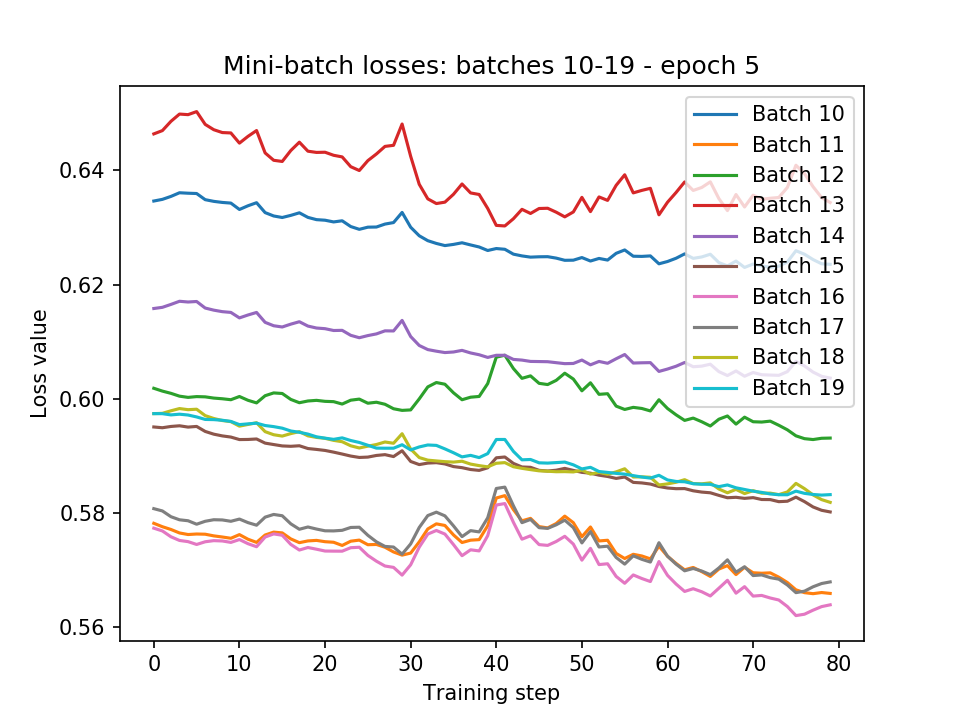 Mini-batch losses: batches 10-19 - epoch 5
Batch 10
Batch 11
Batch 12
Batch 13
Batch 14
Batch 15
Batch 16
Batch 17
Batch 18
Batch 19
0.64
0.62
0.60
0.58
0.56
Loss value
0 10 20 30 40 50 60 70 80
Training step